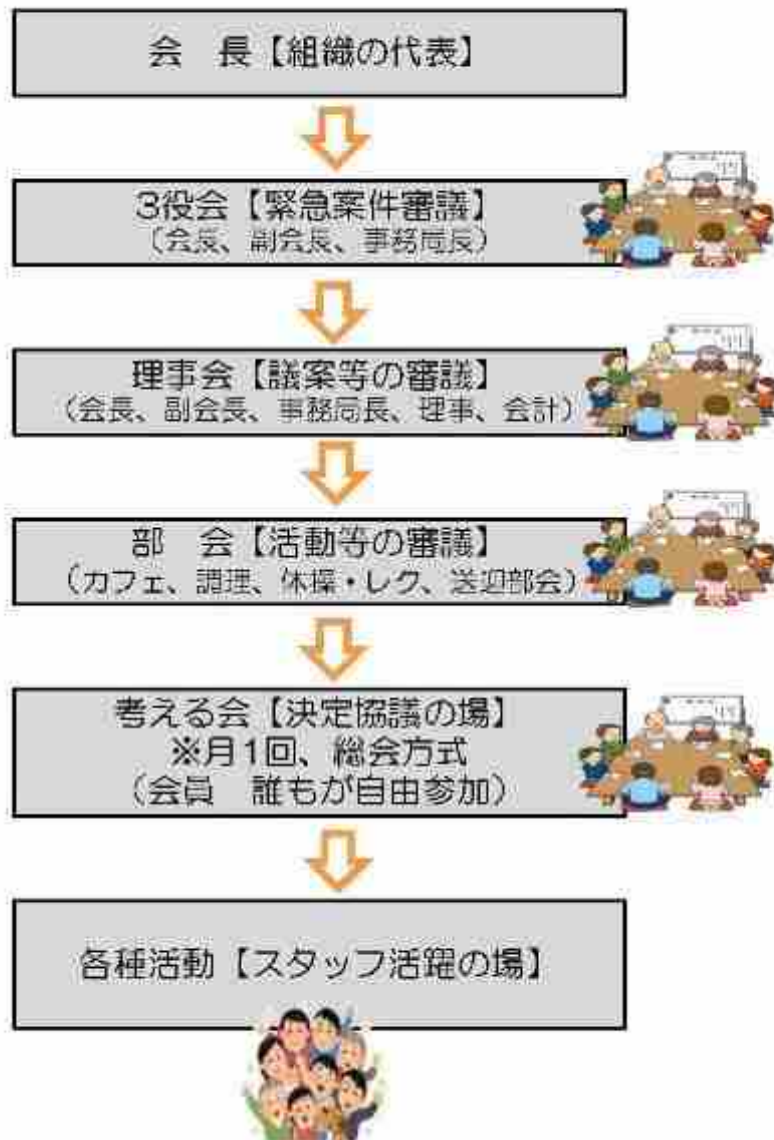 会　長【組織の代表】
3役会【緊急案件審議】
（会長、副会長、事務局長）
理事会【議案等の審議】
（会長、副会長、事務局長、理事、会計）
部　会【活動等の審議】
（カフェ、調理、体操・レク、送迎部会）
考える会【決定協議の場】
※月1回、総会方式
（会員　誰もが自由参加）
各種活動【スタッフ活躍の場】